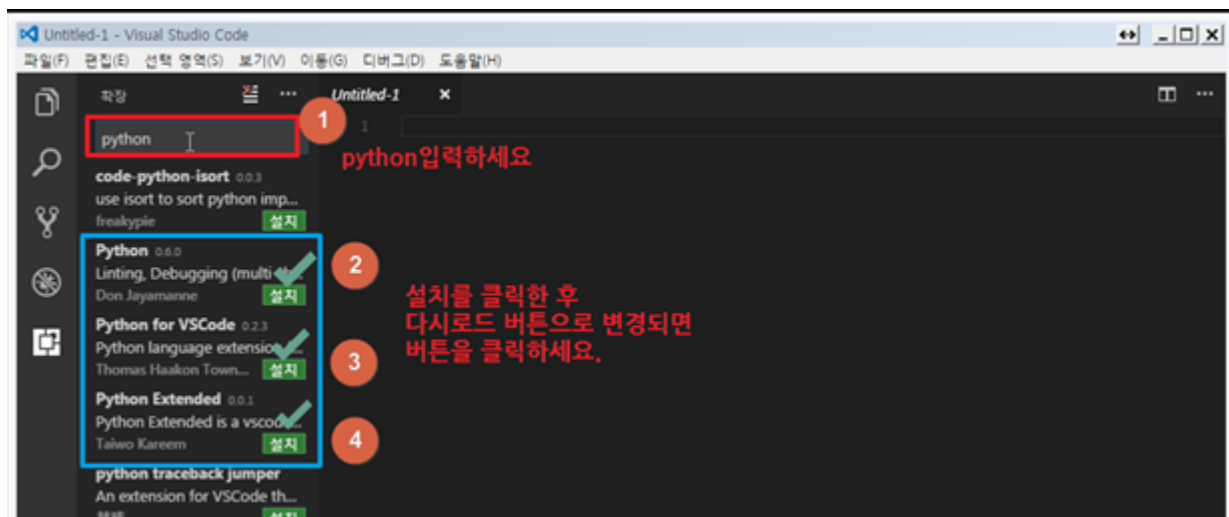 Untitled-1 - Visual Studio Code
파일(F) 편집(E) 선택 영역(S) 보기(V) 이동(G) 디버그(D) 도움말(H)
확장
Untitled-1
1
1
python
python입력하세요
code-python-isort 0.0.3
use isort to sort python imp...
freakypie 설치
Python 0.6.0
Linting, Debugging (multi-
Don Jayamanne 설치
2
Python for VSCode 0.2.3
Python language extension
Thomas Haakon Town... 설치
3
Python Extended 0.0.1
Python Extended is a vscod
Taiwo Kareem 설치
4
설치를 클릭한 후
다시로드 버튼으로 변경되면
버튼을 클릭하세요.
python traceback jumper
An extension for VSCode th...
설치